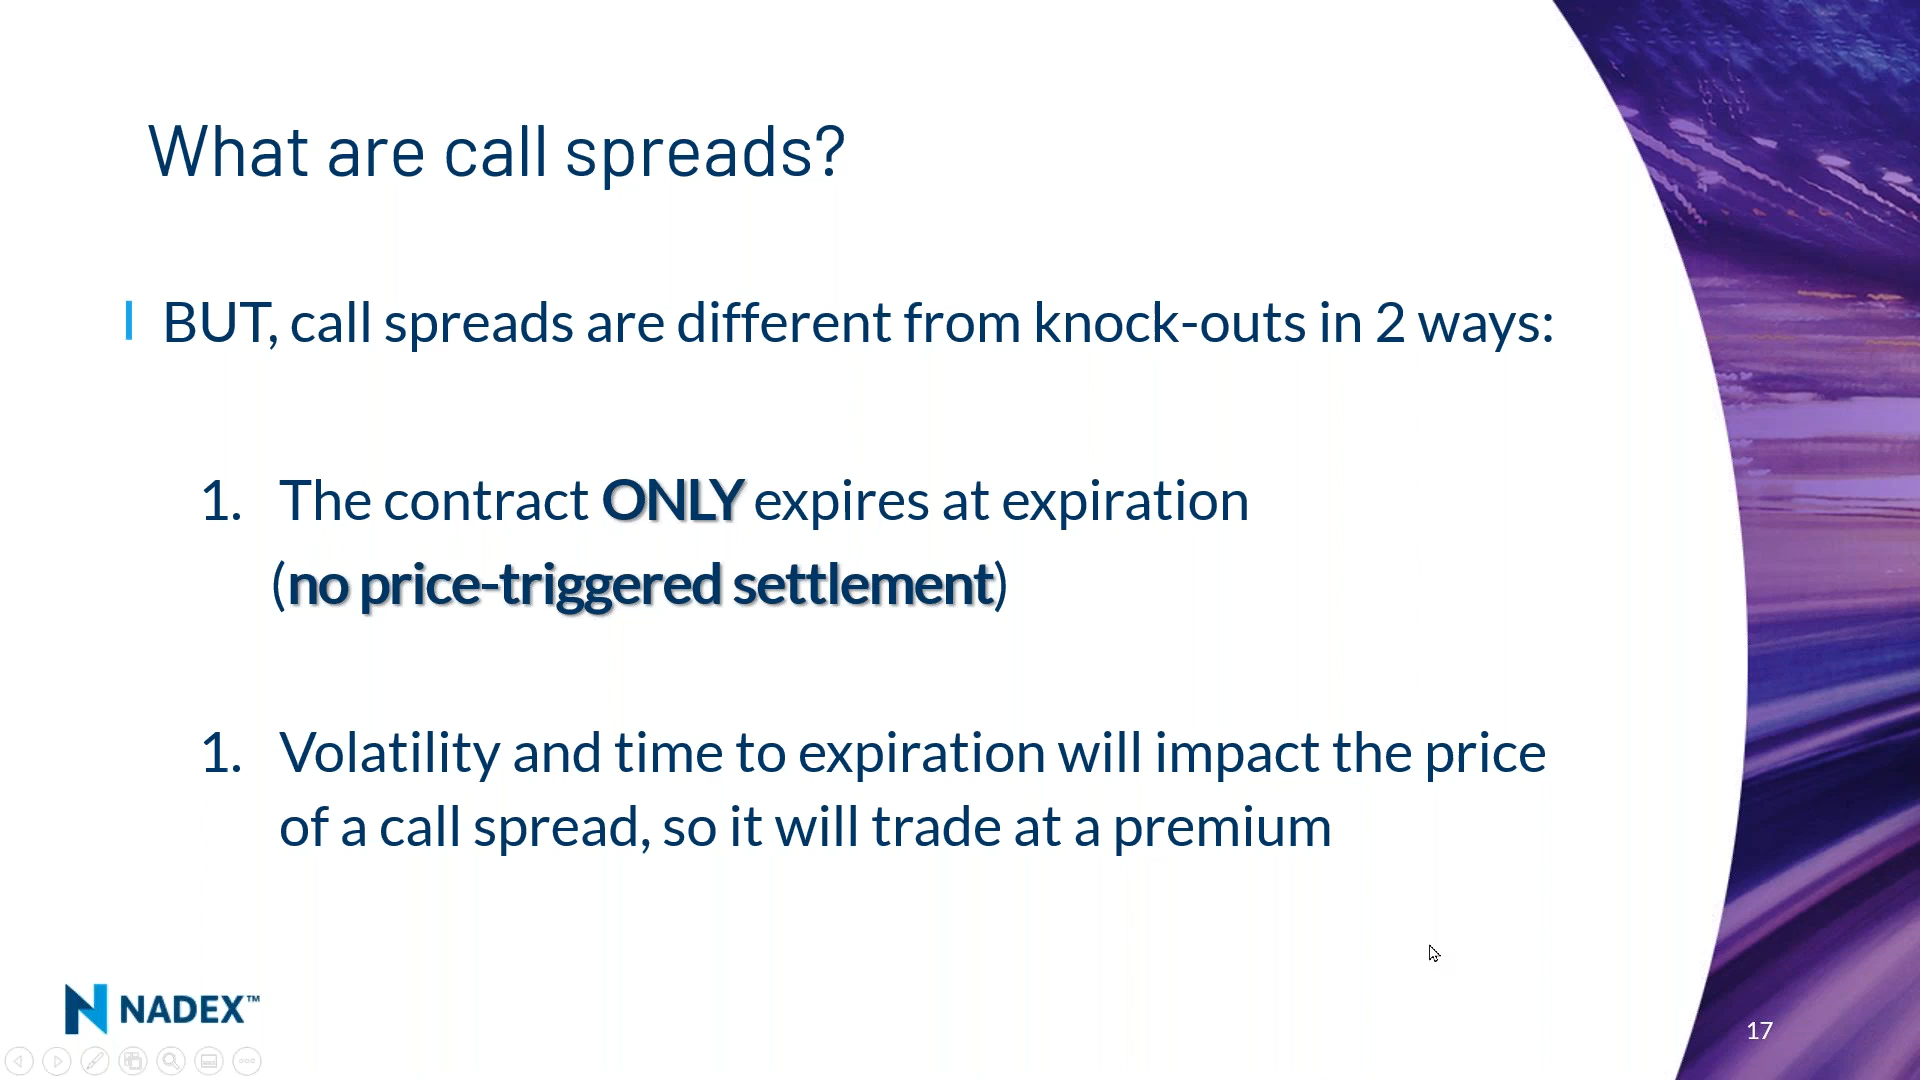 What are call spreads?
BUT, call spreads are different from knock-outs in 2 ways:
1. The contract ONLY expires at expiration
(no price-triggered settlement)
1. Volatility and time to expiration will impact the price
of a call spread, so it will trade at a premium
NADEX™
17